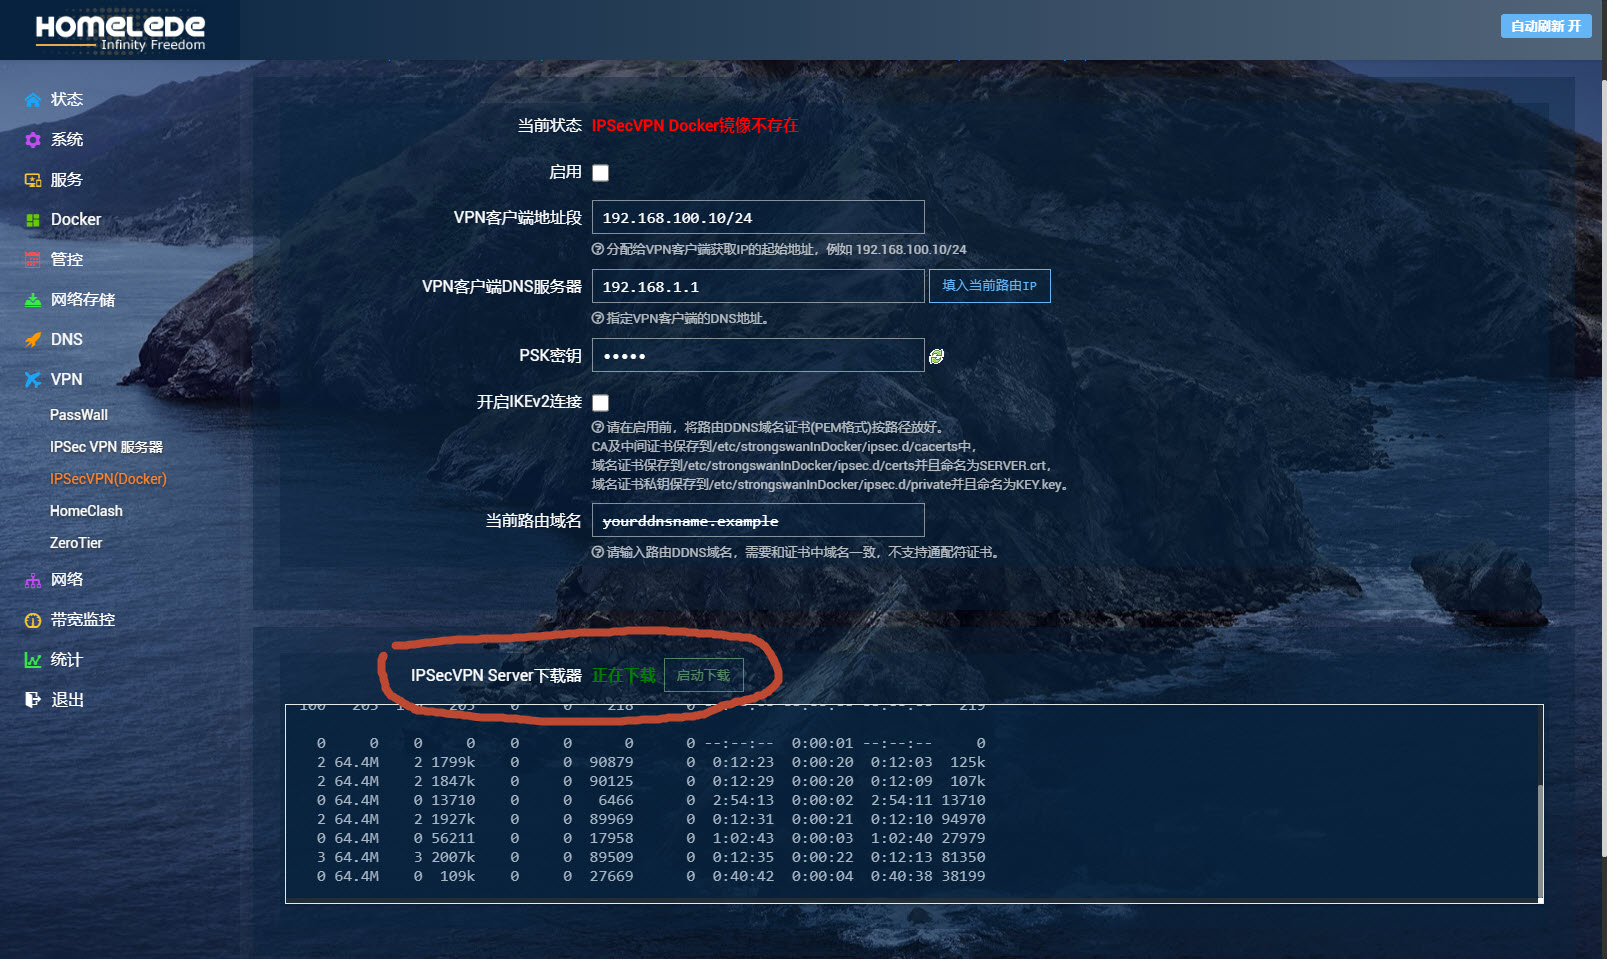 HOMELEDE
Infinity Freedom
自动刷新 开
状态
系统
服务
Docker
管控
网络存储
DNS
VPN
PassWall
IPSec VPN 服务器
IPSecVPN(Docker)
HomeClash
ZeroTier
网络
带宽监控
统计
退出
当前状态 IPSecVPN Docker镜像不存在
启用
VPN客户端地址段 192.168.100.10/24
分配给VPN客户端获取IP的起始地址，例如 192.168.100.10/24
VPN客户端DNS服务器 192.168.1.1 填入当前路由IP
指定VPN客户端的DNS地址。
PSK密钥 •••••
开启IKEv2连接
请在启用前，将路由DDNS域名证书(PEM格式)按路径放好。
CA及中间证书保存到/etc/strongswanInDocker/ipsec.d/cacerts中，
域名证书保存到/etc/strongswanInDocker/ipsec.d/certs并且命名为SERVER.crt，
域名证书私钥保存到/etc/strongswanInDocker/ipsec.d/private并且命名为KEY.key。
当前路由域名 yourddnsname.example
请输入路由DDNS域名，需要和证书中域名一致，不支持通配符证书。
IPSecVPN Server下载器 正在下载 启动下载
100 205 205 0 0 218 0 --:--:-- --:--:-- --:--:-- 219
0 0 0 0 0 0 0 0 --:--:-- 0:00:01 --:--:-- 0
2 64.4M 2 1799k 0 0 90879 0 0:12:23 0:00:20 0:12:03 125k
2 64.4M 2 1847k 0 0 90125 0 0:12:29 0:00:20 0:12:09 107k
0 64.4M 0 13710 0 0 6466 0 2:54:13 0:00:02 2:54:11 13710
2 64.4M 2 1927k 0 0 89969 0 0:12:31 0:00:21 0:12:10 94970
0 64.4M 0 56211 0 0 17958 0 1:02:43 0:00:03 1:02:40 27979
3 64.4M 3 2007k 0 0 89509 0 0:12:35 0:00:22 0:12:13 81350
0 64.4M 0 109k 0 0 27669 0 0:40:42 0:00:04 0:40:38 38199